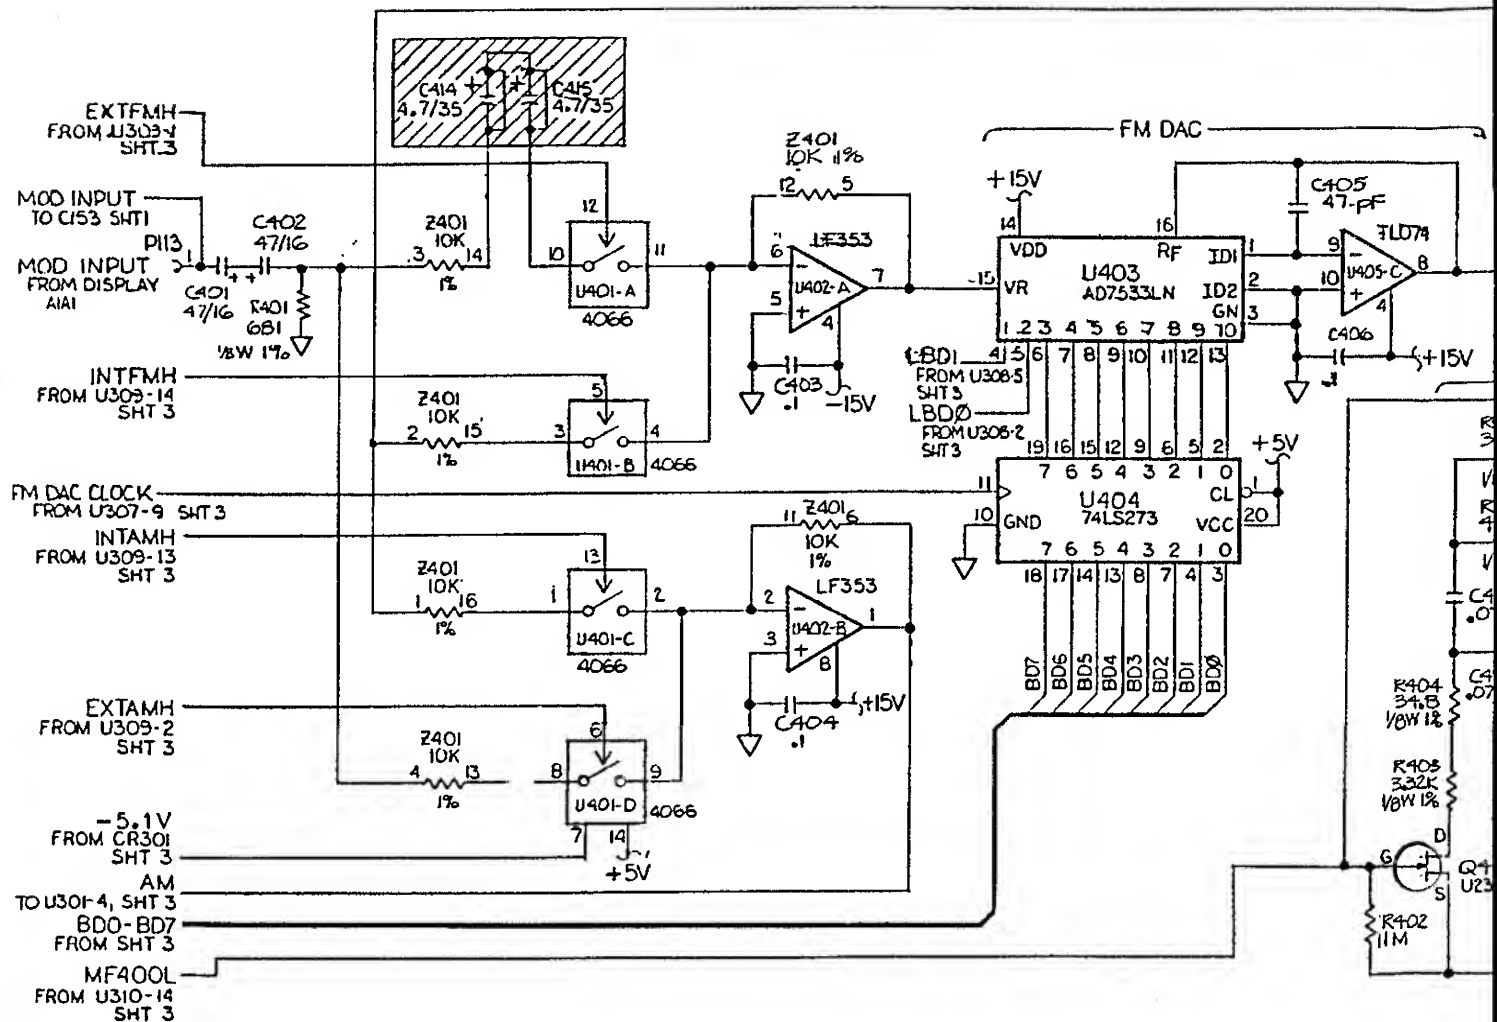 EXTFMH
FROM U303-1
SHT.3
MOD INPUT
TO C153 SHT1
P113
1
MOD INPUT
FROM DISPLAY
A1A1
C401
47/16
C402
47/16
R401
681
1/8W 1%
C414
4.7/35
C415
4.7/35
Z401
10K
3
14
1%
12
10
11
U401-A
4066
Z401
10K 1%
12
5
LF353
6
7
5
U402-A
4
C403
.1
-15V
INTFMH
FROM U309-14
SHT 3
Z401
10K
2
15
1%
5
3
4
U401-B
4066
FM DAC CLOCK
FROM U307-9 SHT 3
INTAMH
FROM U309-13
SHT 3
Z401
10K
1
16
1%
13
1
2
U401-C
4066
11
Z401
6
10K
1%
LF353
2
1
3
U402-B
8
+15V
C404
.1
EXTAMH
FROM U309-2
SHT 3
Z401
10K
4
13
1%
6
8
9
U401-D
4066
7
14
+5V
-5.1V
FROM CR301
SHT 3
AM
TO U301-4, SHT 3
BD0-BD7
FROM SHT 3
MF400L
FROM U310-14
SHT 3
FM DAC
+15V
14
16
VDD
RF
ID1
1
15
VR
U403
AD7533LN
ID2
2
GN
3
1 2 3 4 5 6 7 8 9 10
4 5 6 7 8 9 10 11 12 13
C405
47-pF
TL074
9
8
10
U405-C
4
C406
+15V
LBD1
FROM U308-5
SHT 3
LBDØ
FROM U308-2
SHT 3
19 16 15 12 9 6 5 2
+5V
7 6 5 4 3 2 1 0
11
U404
74LS273
CL
1
10
GND
VCC
20
7 6 5 4 3 2 1 0
18 17 14 13 8 7 4 3
BD7
BD6
BD5
BD4
BD3
BD2
BD1
BDØ
R404
34.8
1/8W 1%
R403
3.32K
1/8W 1%
D
G
S
R402
11M